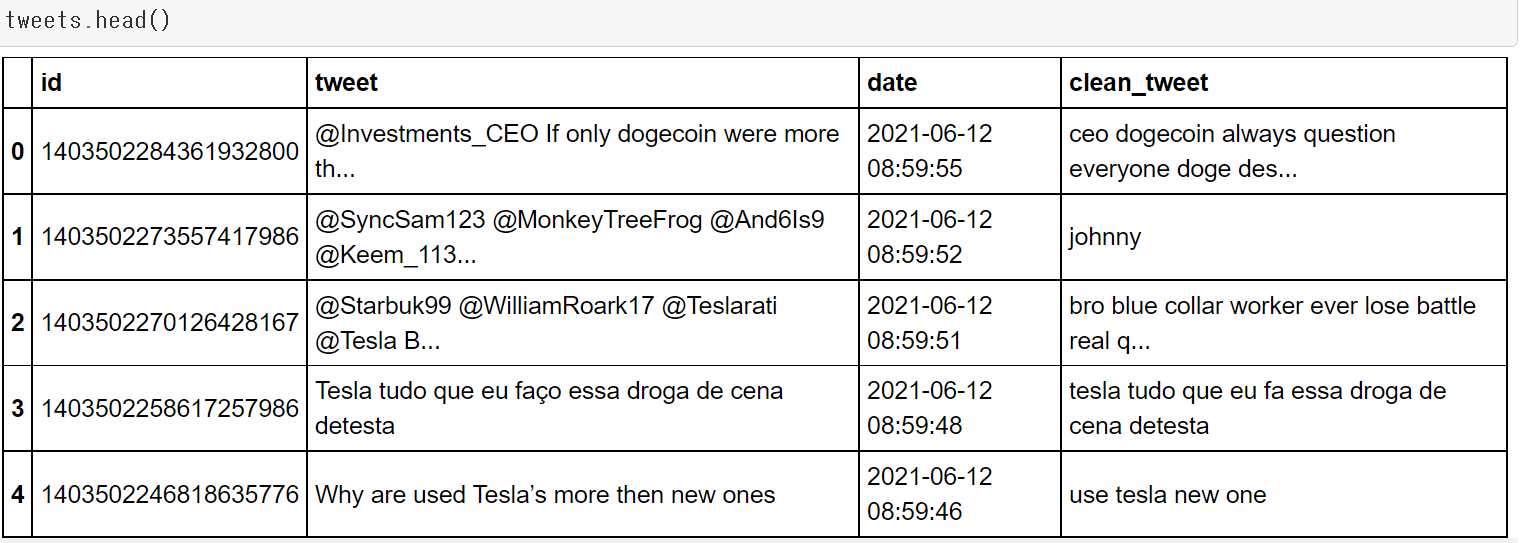 tweets.head()
id tweet date clean_tweet
0 1403502284361932800 @Investments_CEO If only dogecoin were more th... 2021-06-12 08:59:55 ceo dogecoin always question everyone doge des...
1 1403502273557417986 @SyncSam123 @MonkeyTreeFrog @And6Is9 @Keem_113... 2021-06-12 08:59:52 johnny
2 1403502270126428167 @Starbuk99 @WilliamRoark17 @Teslarati @Tesla B... 2021-06-12 08:59:51 bro blue collar worker ever lose battle real q...
3 1403502258617257986 Tesla tudo que eu faço essa droga de cena detesta 2021-06-12 08:59:48 tesla tudo que eu fa essa droga de cena detesta
4 1403502246818635776 Why are used Tesla’s more then new ones 2021-06-12 08:59:46 use tesla new one